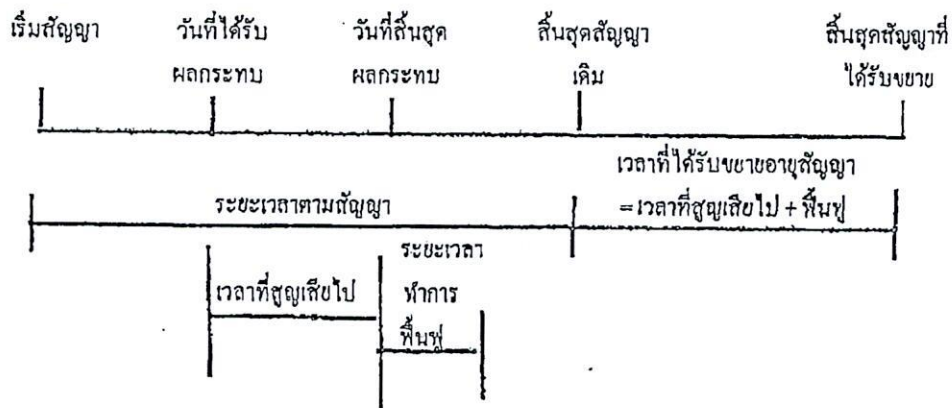 เริ่มสัญญา วันที่ได้รับ วันที่สิ้นสุด สิ้นสุดสัญญา สิ้นสุดสัญญาที่
ผลกระทบ ผลกระทบ เดิม ได้รับขยาย
เวลาที่ได้รับขยายอายุสัญญา
ระยะเวลาตามสัญญา =เวลาที่สูญเสียไป + ฟื้นฟู
ระยะเวลา
เวลาที่สูญเสียไป ทำการ
ฟื้นฟู